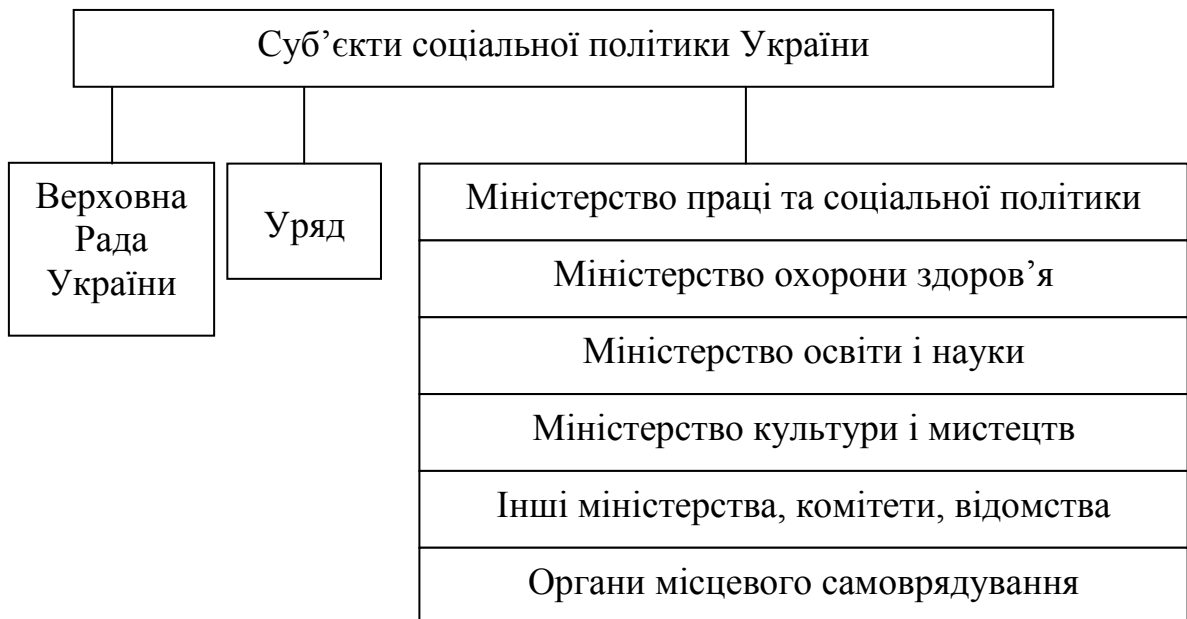 Суб’єкти соціальної політики України
Верховна
Рада
України
Уряд
Міністерство праці та соціальної політики
Міністерство охорони здоров’я
Міністерство освіти і науки
Міністерство культури і мистецтв
Інші міністерства, комітети, відомства
Органи місцевого самоврядування